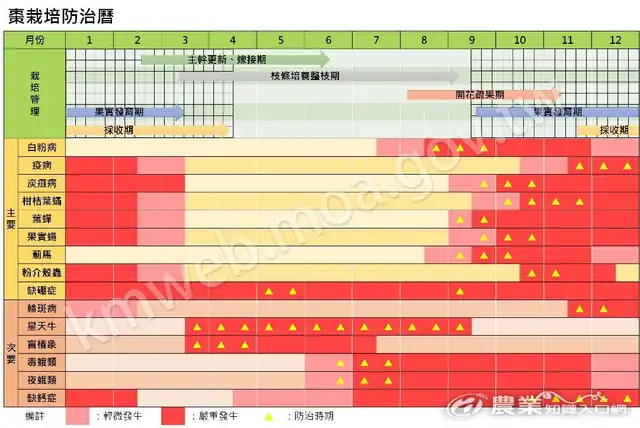 棗栽培防治曆
月份 1 2 3 4 5 6 7 8 9 10 11 12
栽培管理
主幹更新、嫁接期
枝條培養整枝期
開花疏果期
果實發育期 果實發育期
採收期 採收期
主要
白粉病
疫病
炭疽病
柑桔葉蟎
葉蟬
果實蠅
薊馬
粉介殼蟲
缺硼症
次要
輪斑病
星天牛
盲椿象
毒蛾類
夜蛾類
缺鈣症
備註 :輕微發生 :嚴重發生 :防治時期
kmweb.moa.gov.tw
農業知識入口網